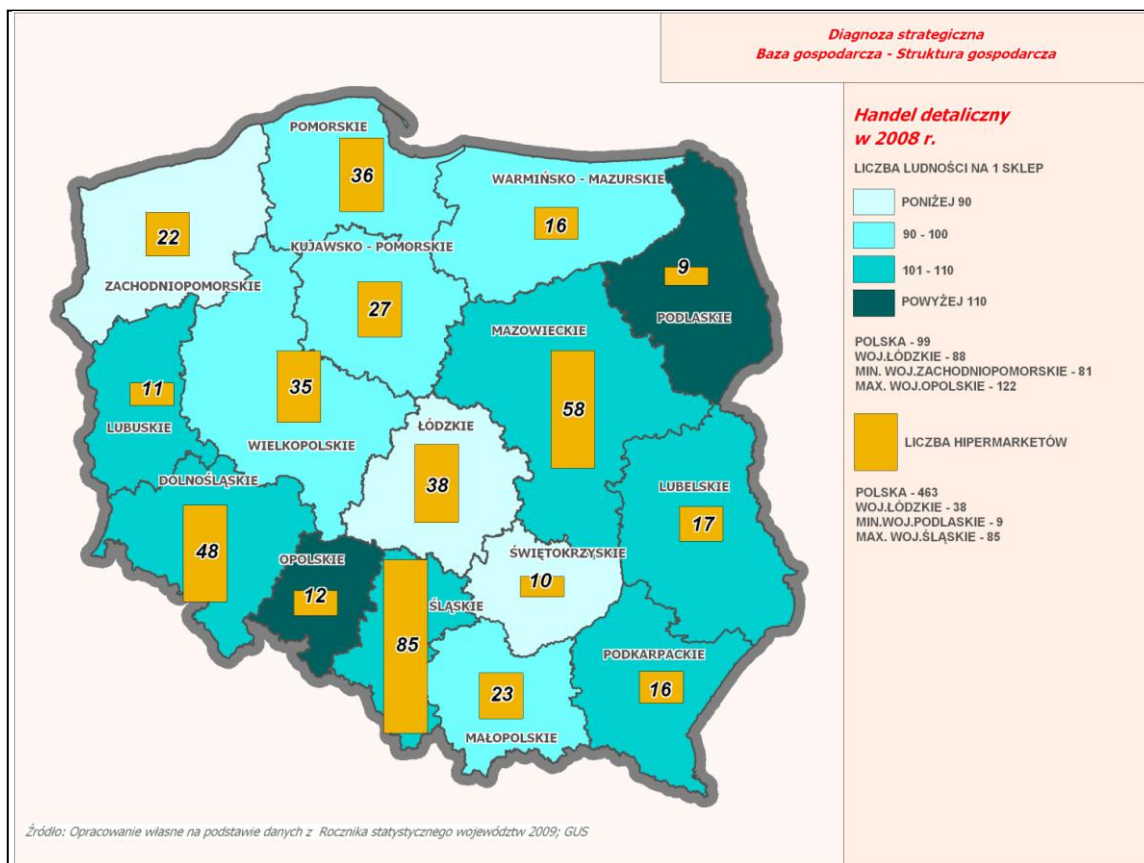 Diagnoza strategiczna
Baza gospodarcza - Struktura gospodarcza
Handel detaliczny
w 2008 r.
LICZBA LUDNOŚCI NA 1 SKLEP
PONIŻEJ 90
90 - 100
101 - 110
POWYŻEJ 110
POLSKA - 99
WOJ.ŁÓDZKIE - 88
MIN. WOJ.ZACHODNIOPOMORSKIE - 81
MAX. WOJ.OPOLSKIE - 122
LICZBA HIPERMARKETÓW
POLSKA - 463
WOJ.ŁÓDZKIE - 38
MIN.WOJ.PODLASKIE - 9
MAX. WOJ.ŚLĄSKIE - 85
POMORSKIE
36
WARMIŃSKO - MAZURSKIE
16
22
ZACHODNIOPOMORSKIE
KUJAWSKO - POMORSKIE
27
9
PODLASKIE
MAZOWIECKIE
58
11
LUBUSKIE
35
WIELKOPOLSKIE
ŁÓDZKIE
38
DOLNOŚLĄSKIE
48
LUBELSKIE
17
OPOLSKIE
12
ŚWIĘTOKRZYSKIE
10
ŚLĄSKIE
85
PODKARPACKIE
16
23
MAŁOPOLSKIE
Źródło: Opracowanie własne na podstawie danych z Rocznika statystycznego województw 2009; GUS